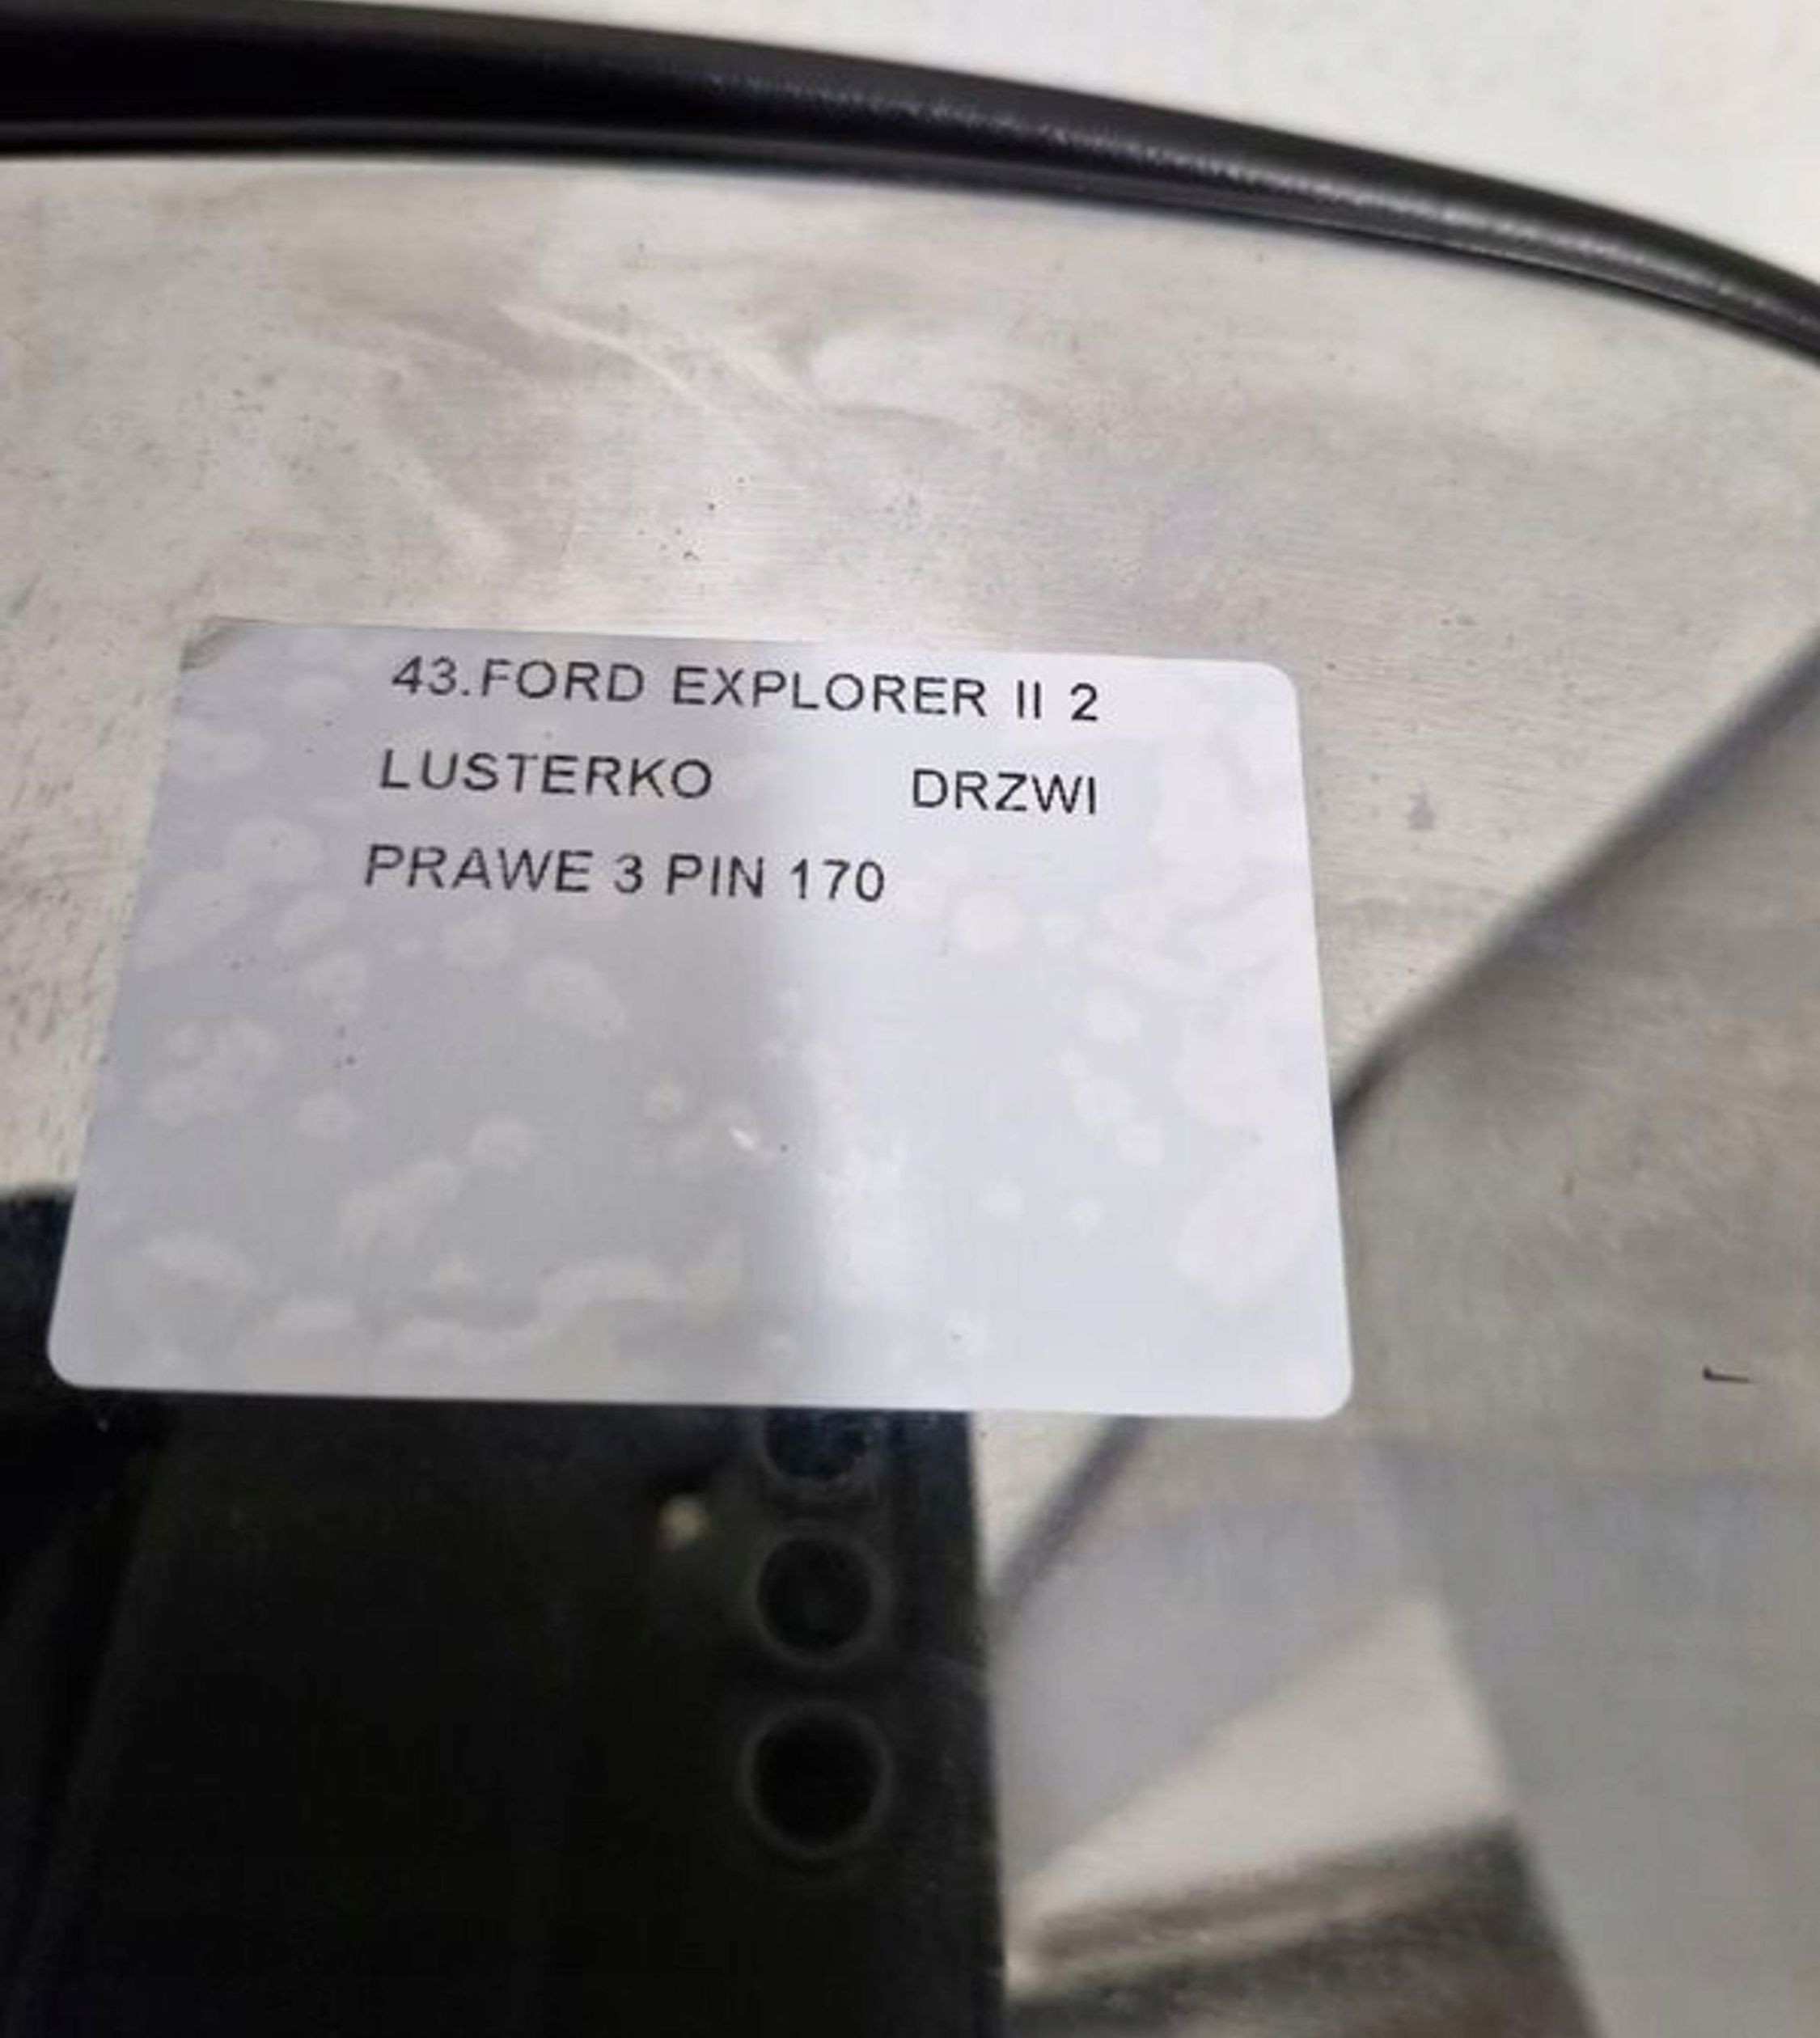 43.FORD EXPLORER II 2
LUSTERKO DRZWI
PRAWE 3 PIN 170